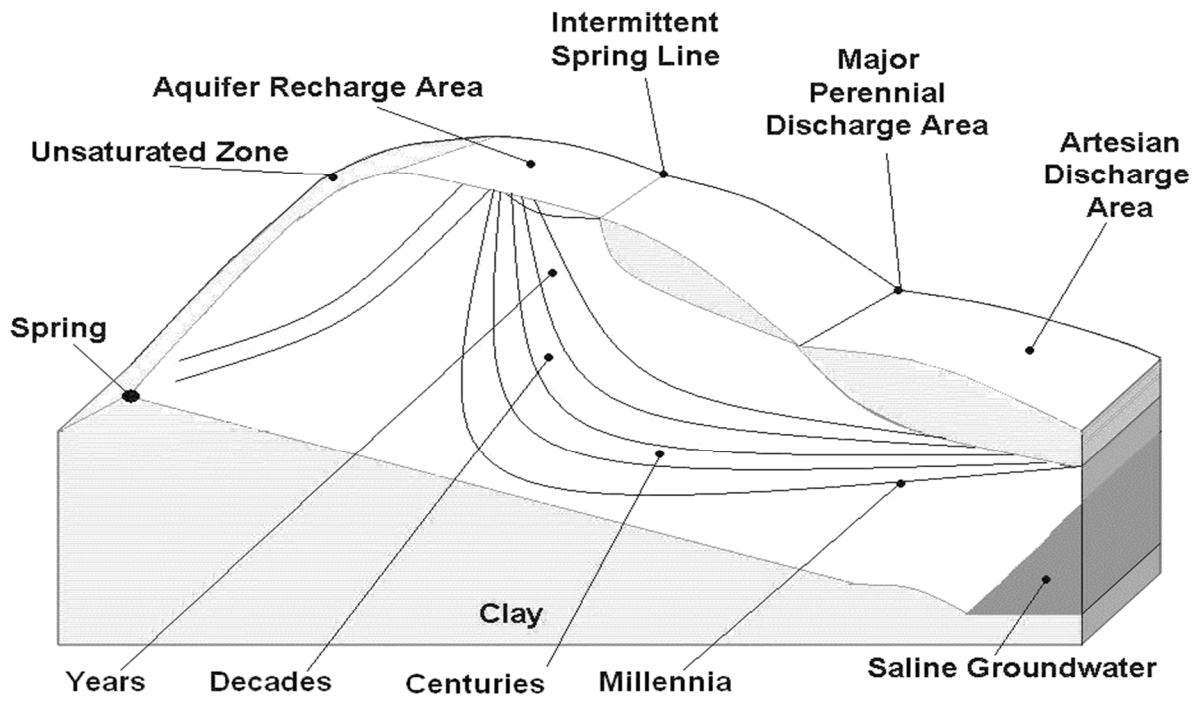 Intermittent
Spring Line
Major
Perennial
Discharge Area
Aquifer Recharge Area
Artesian
Discharge
Area
Unsaturated Zone
Spring
Clay
Years
Decades
Centuries
Millennia
Saline Groundwater